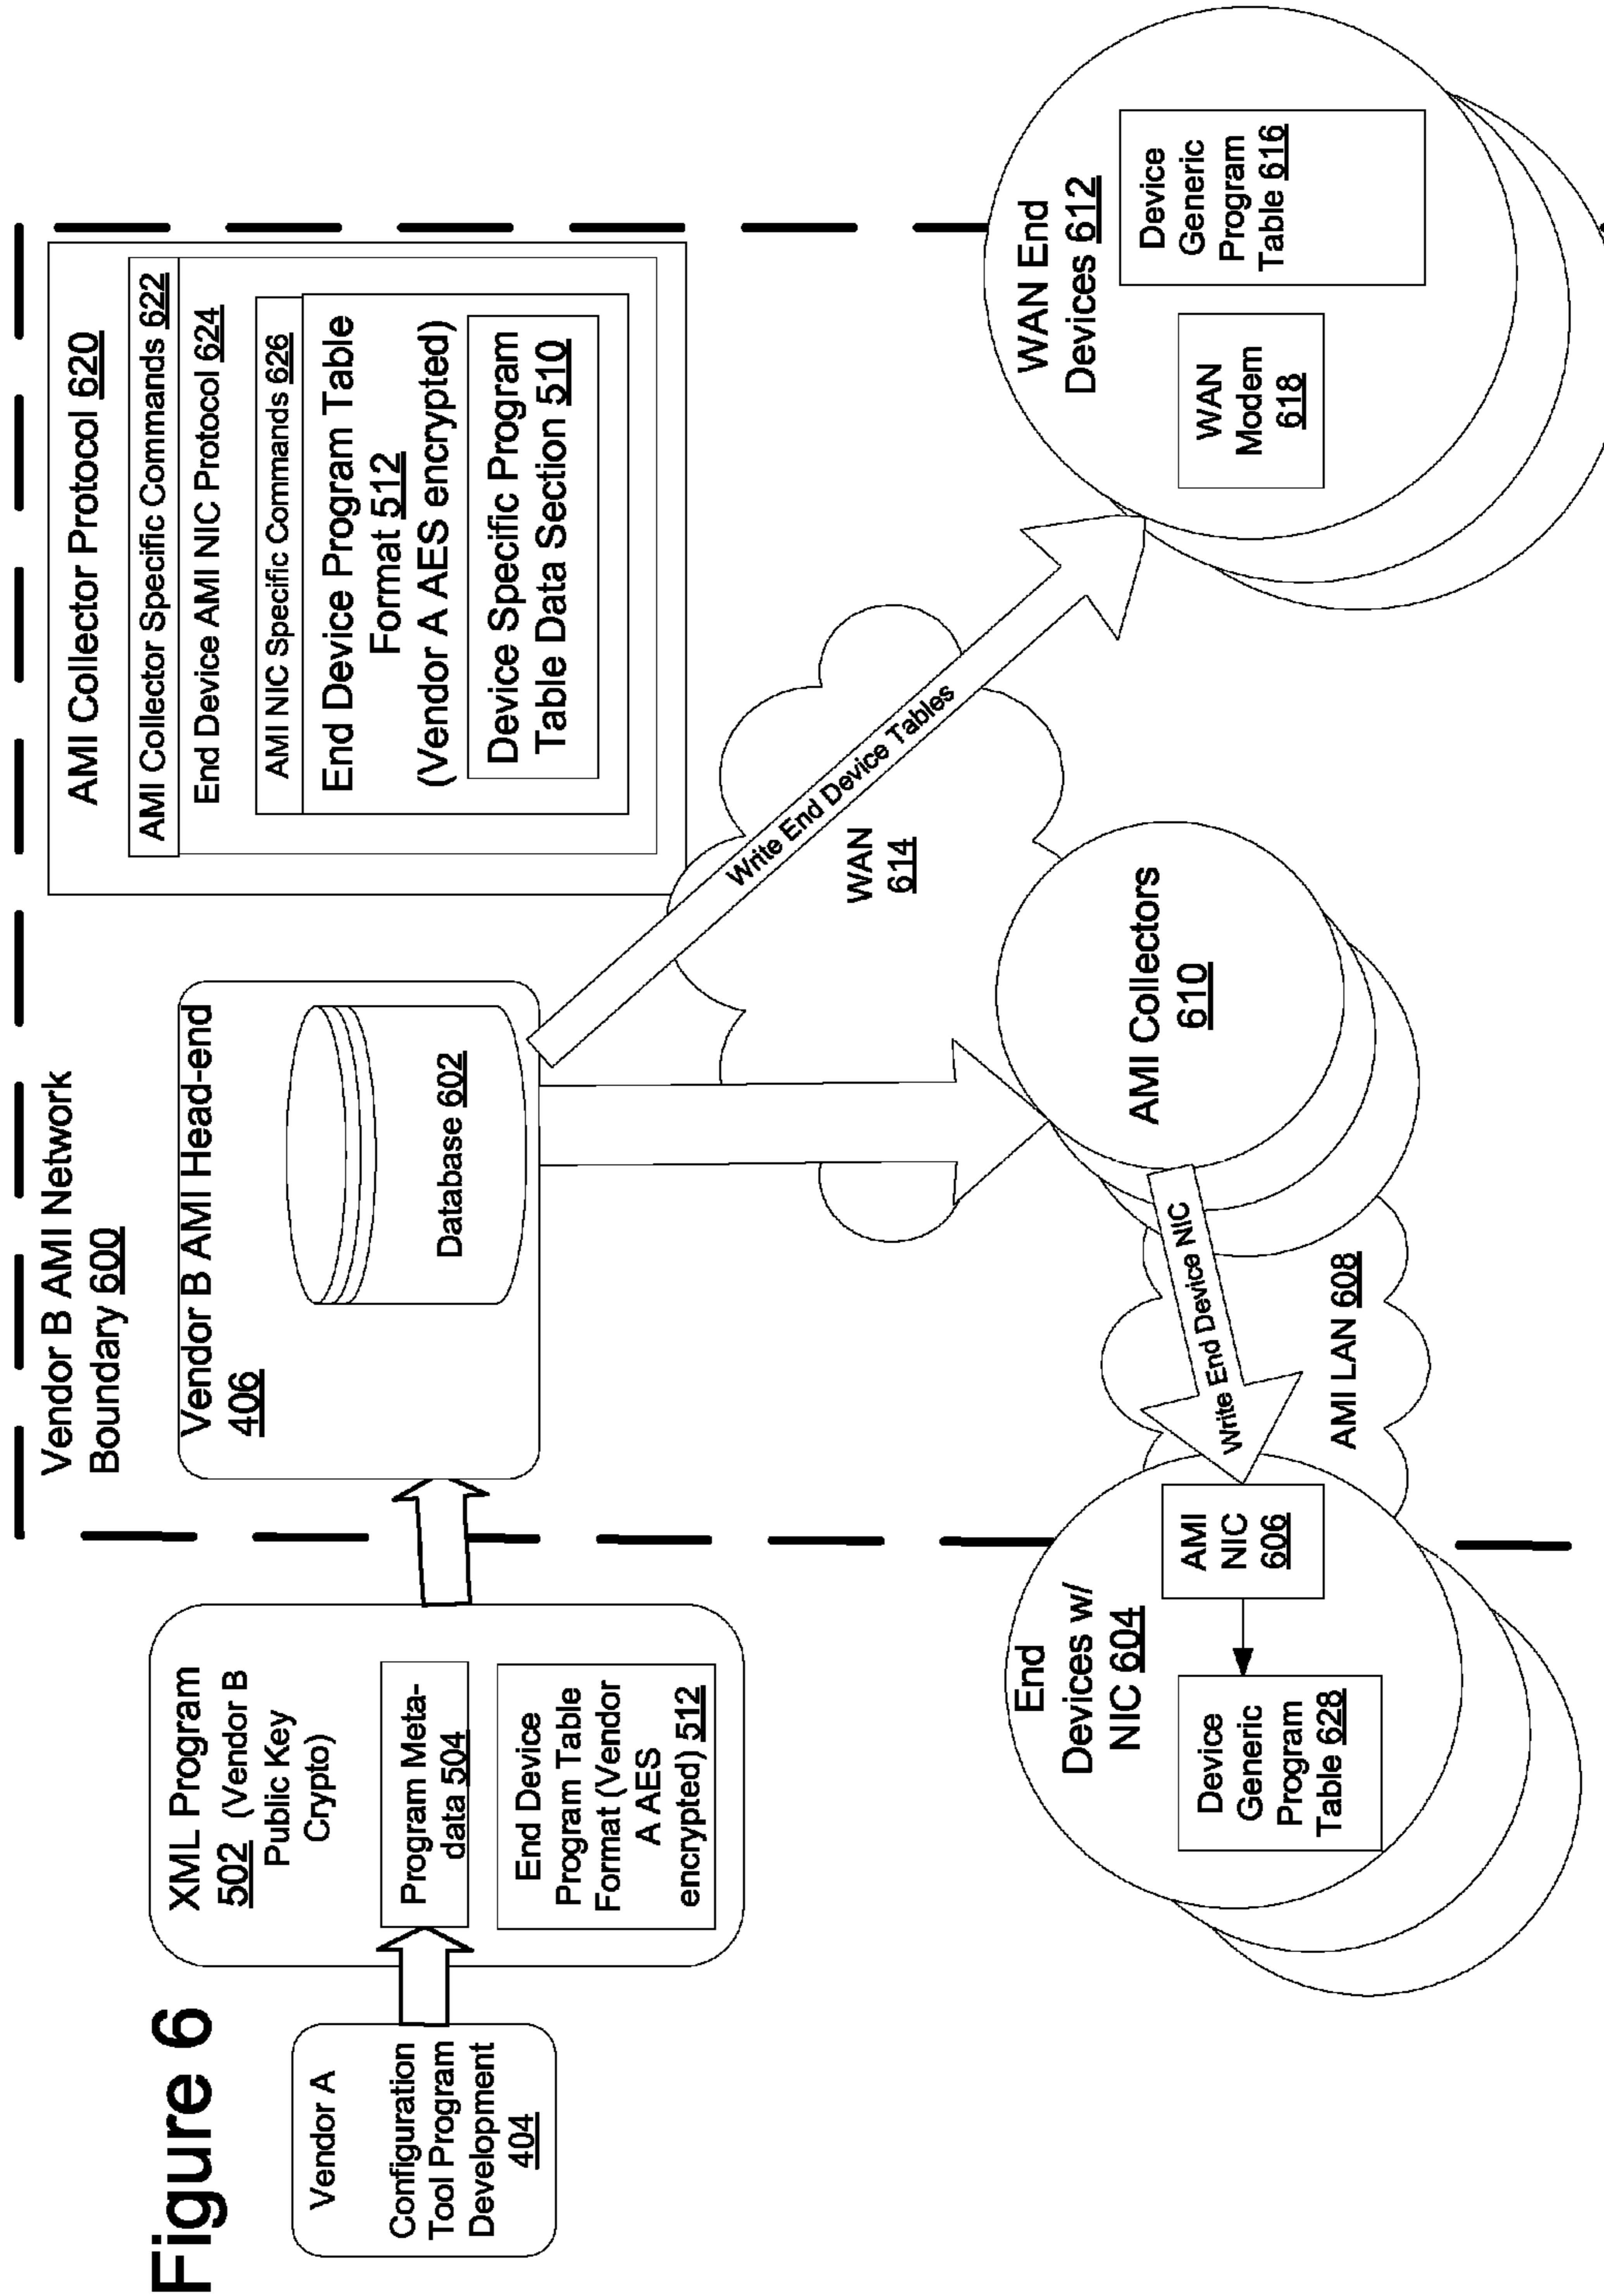 Figure 6
Vendor A
Configuration
Tool Program
Development
404
XML Program
502 (Vendor B
Public Key
Crypto)
Program Meta-
data 504
End Device
Program Table
Format (Vendor
A AES
encrypted) 512
Vendor B AMI Network
Boundary 600
Vendor B AMI Head-end
406
Database 602
AMI Collector Protocol 620
AMI Collector Specific Commands 622
End Device AMI NIC Protocol 624
AMI NIC Specific Commands 626
End Device Program Table
Format 512
(Vendor A AES encrypted)
Device Specific Program
Table Data Section 510
Write End Device Tables
WAN
614
End
Devices w/
NIC 604
AMI
NIC
606
Device
Generic
Program
Table 628
Write End Device NIC
AMI LAN 608
AMI Collectors
610
WAN End
Devices 612
WAN
Modem
618
Device
Generic
Program
Table 616